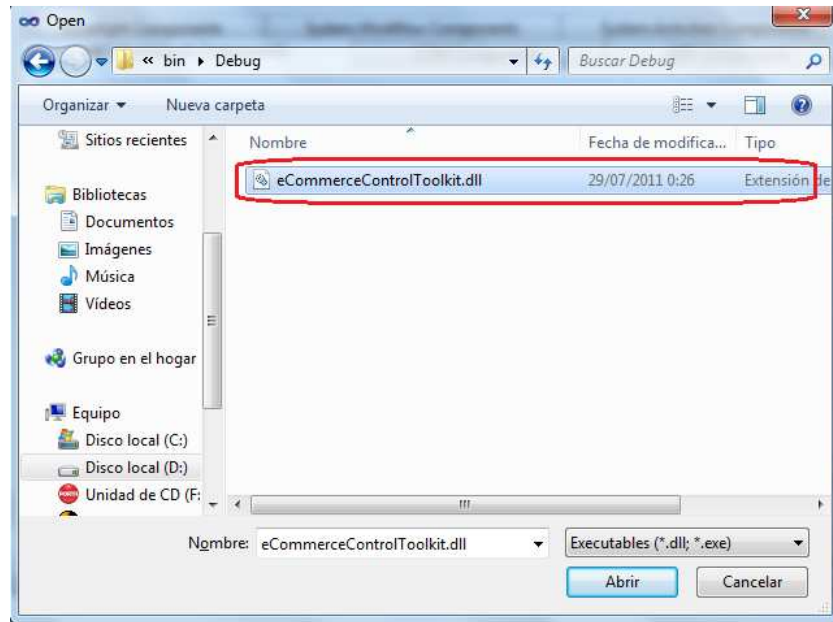 Open
« bin ▸ Debug
Buscar Debug
Organizar
Nueva carpeta
Sitios recientes
Bibliotecas
Documentos
Imágenes
Música
Vídeos
Grupo en el hogar
Equipo
Disco local (C:)
Disco local (D:)
Unidad de CD (F:
Nombre
Fecha de modifica...
Tipo
eCommerceControlToolkit.dll
29/07/2011 0:26
Extensión de
Nombre:
eCommerceControlToolkit.dll
Executables (*.dll; *.exe)
Abrir
Cancelar